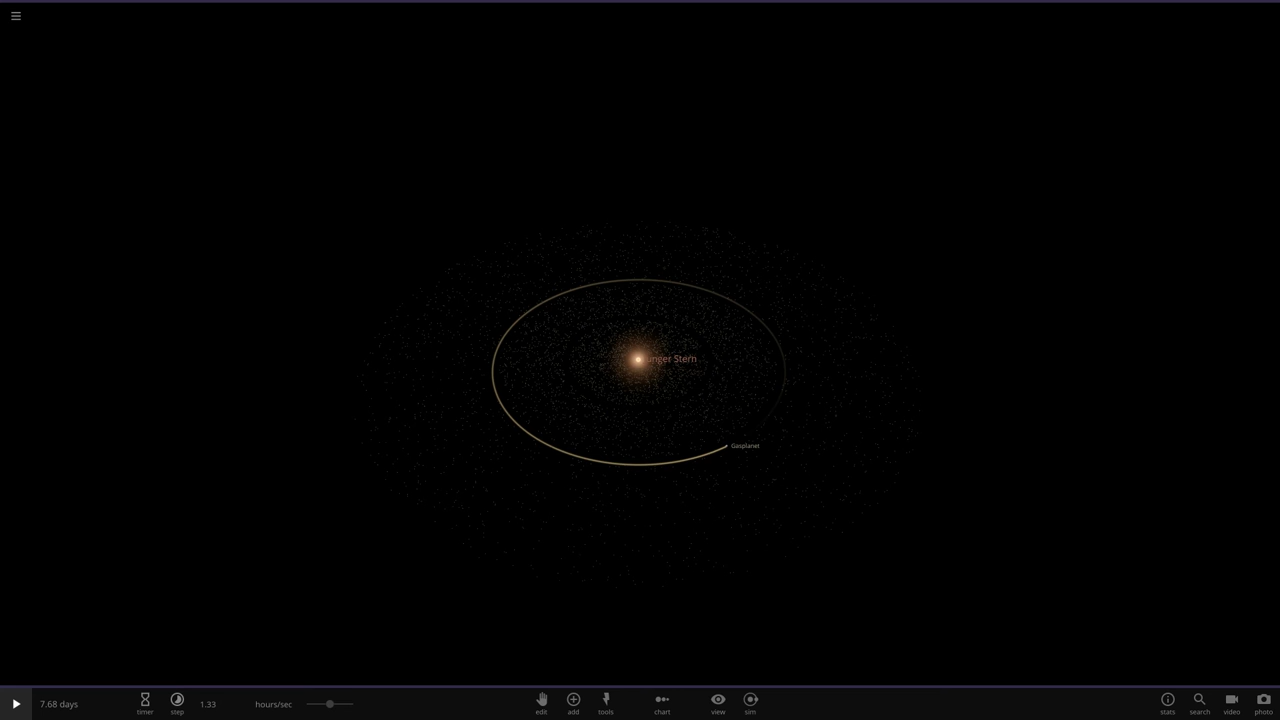 unger Stern
Gasplanet
7.68 days
timer
step
1.33
hours/sec
edit
add
tools
chart
view
sim
stats
search
video
photo